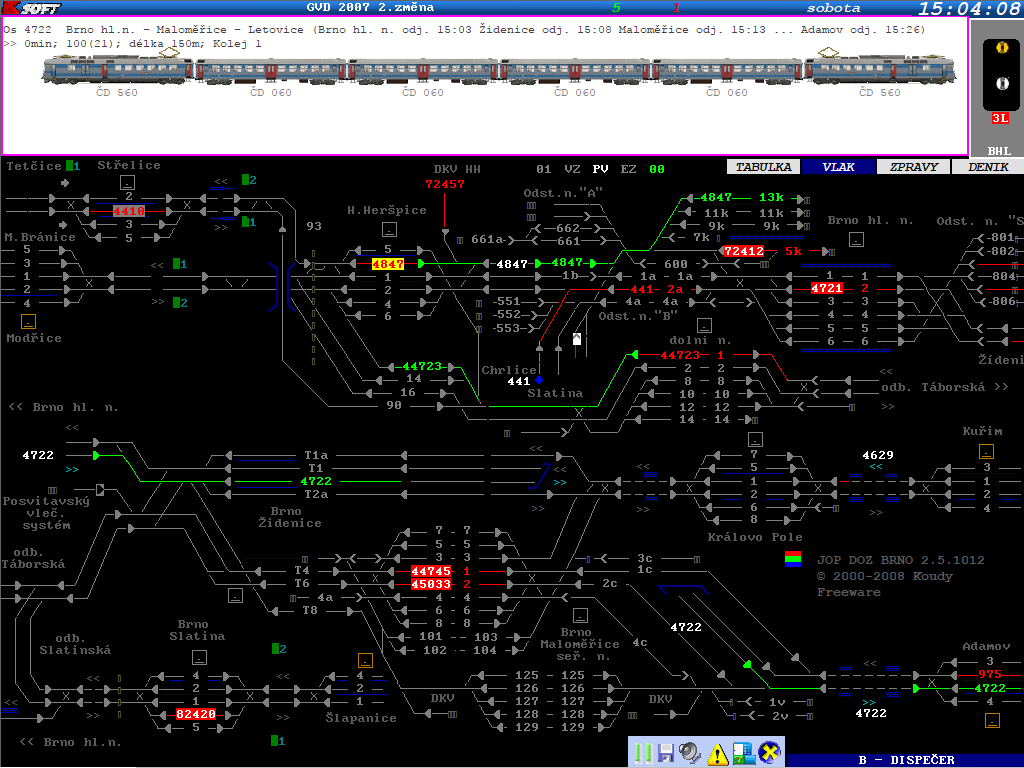 K SOFT GVD 2007 2.změna 5 7 sobota 15:04:08
Os 4722 Brno hl.n. - Maloměřice - Letovice (Brno hl. n. odj. 15:03 Židenice odj. 15:08 Maloměřice odj. 15:13 ... Adamov odj. 15:26)
>> 0min; 100(21); délka 150m; Kolej 1
ČD 560 ČD 060 ČD 060 ČD 060 ČD 060 ČD 560
3L
BHL
Tetčice 1 Střelice DKV HH 01 VZ PV EZ 00 TABULKA VLAK ZPRÁVY DENIK
<< 2 72457
2 Odst.n."A" 4847 13k
4410 H.Heršpice 11k 11k Brno hl. n. Odst. n. "S
3 >> 1 93 662 9k 9k
M.Bránice 5 661a 661 7k -801
5 5 72412 5k -802
3 << 1 4847 4847 4847 600
1 1 1b 1a - 1a 1 1 804
2 2 441- 2a 4721 2
4 >> 2 4 -551 4a - 4a 3 3 -806
6 -552 Odst.n."B" 4 - 4
-553 5 - 5
Modřice dolní n. 6 - 6
44723 - 1 Žideni
44723 Chrlice 2 - 2 <<
14 441 8 - 8 odb. Táborská >>
16 Slatina 10 - 10
<< Brno hl. n. 90 12 - 12 >>
14 - 14
<< Kuřim
4722 T1a << 7 4629 3
>> T1 << << 5 << 1
4722 >> 1 2
T2a 2 4
Posvitavský Brno >> >> 6 >>
vleč. Židenice 8
systém 7 - 7 Královo Pole
5 - 5
odb. 3 - 3 3c JOP DOZ BRNO 2.5.1012
Táborská T4 44745 1 1c © 2000-2008 Koudy
T6 45033 2 2c Freeware
4a 4 - 4
T8 6 - 6
Brno 8 - 8 Brno 4722
odb. Slatina 101 -- 103 Maloměřice 4c
Slatinská 2 102 -- 104 seř. n. Adamov
<< 4 << 4 125 - 125 << 3
2 2 DKV 126 - 126 DKV 975
<< 1 1 127 - 127 1v >> 4722
>> 82420 >> Šlapanice 128 - 128 2v 4722 4
5 129 - 129
<< Brno hl.n. 1
B - DISPEČER